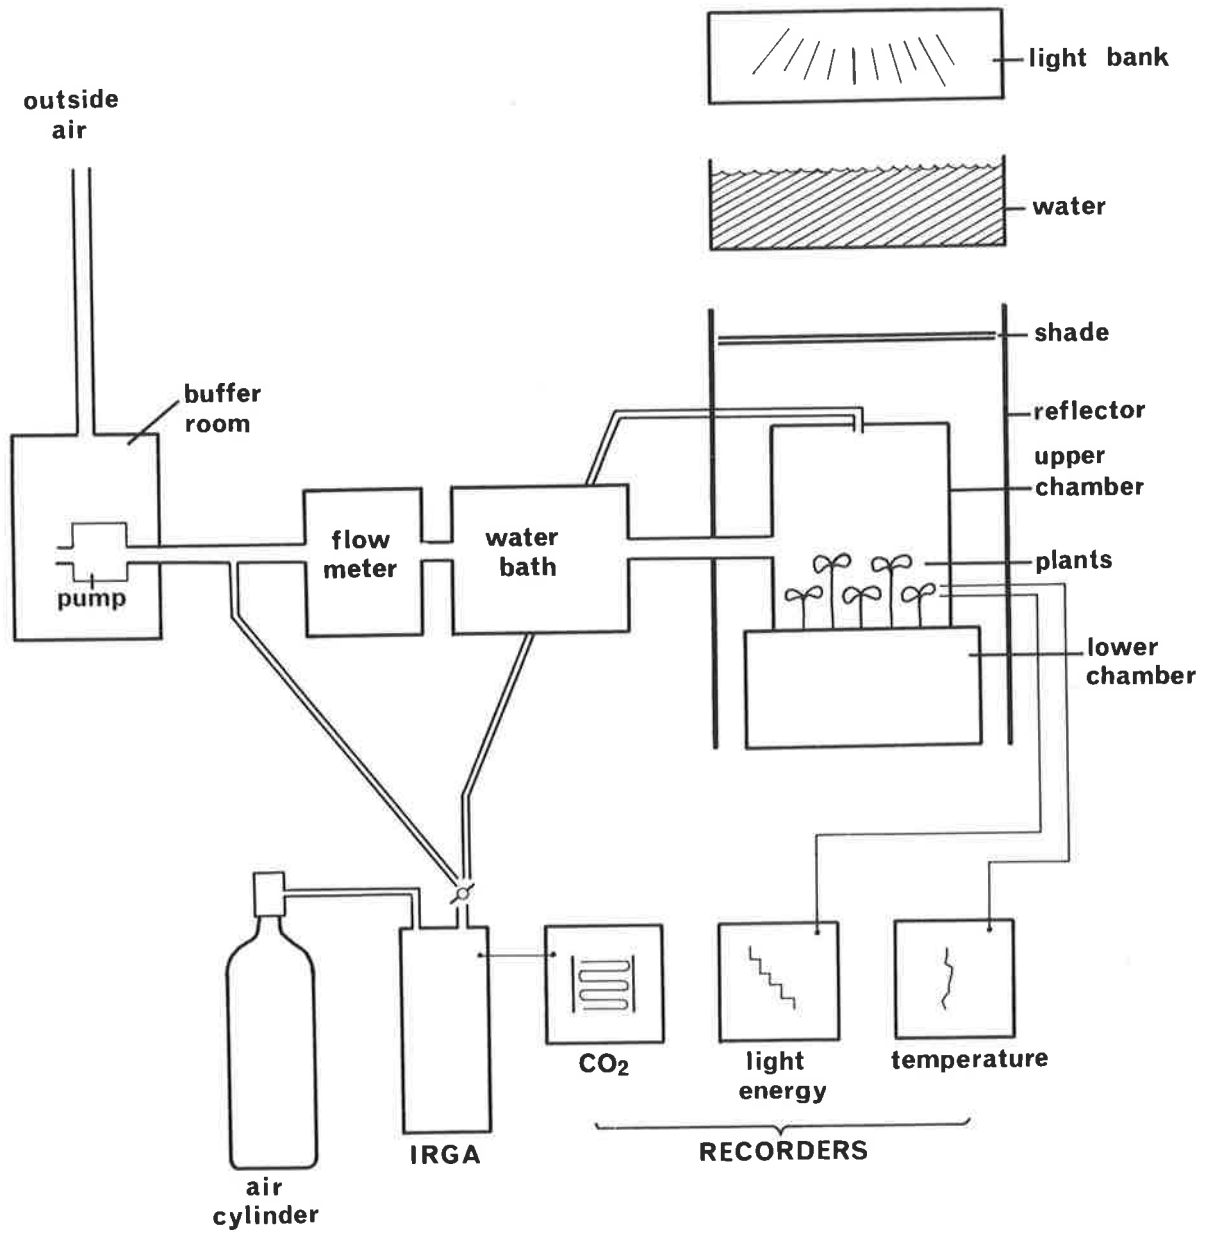 light bank
outside
air
water
shade
buffer
room
reflector
upper
chamber
flow
meter
water
bath
plants
pump
lower
chamber
CO2
light
energy
temperature
IRGA
RECORDERS
air
cylinder